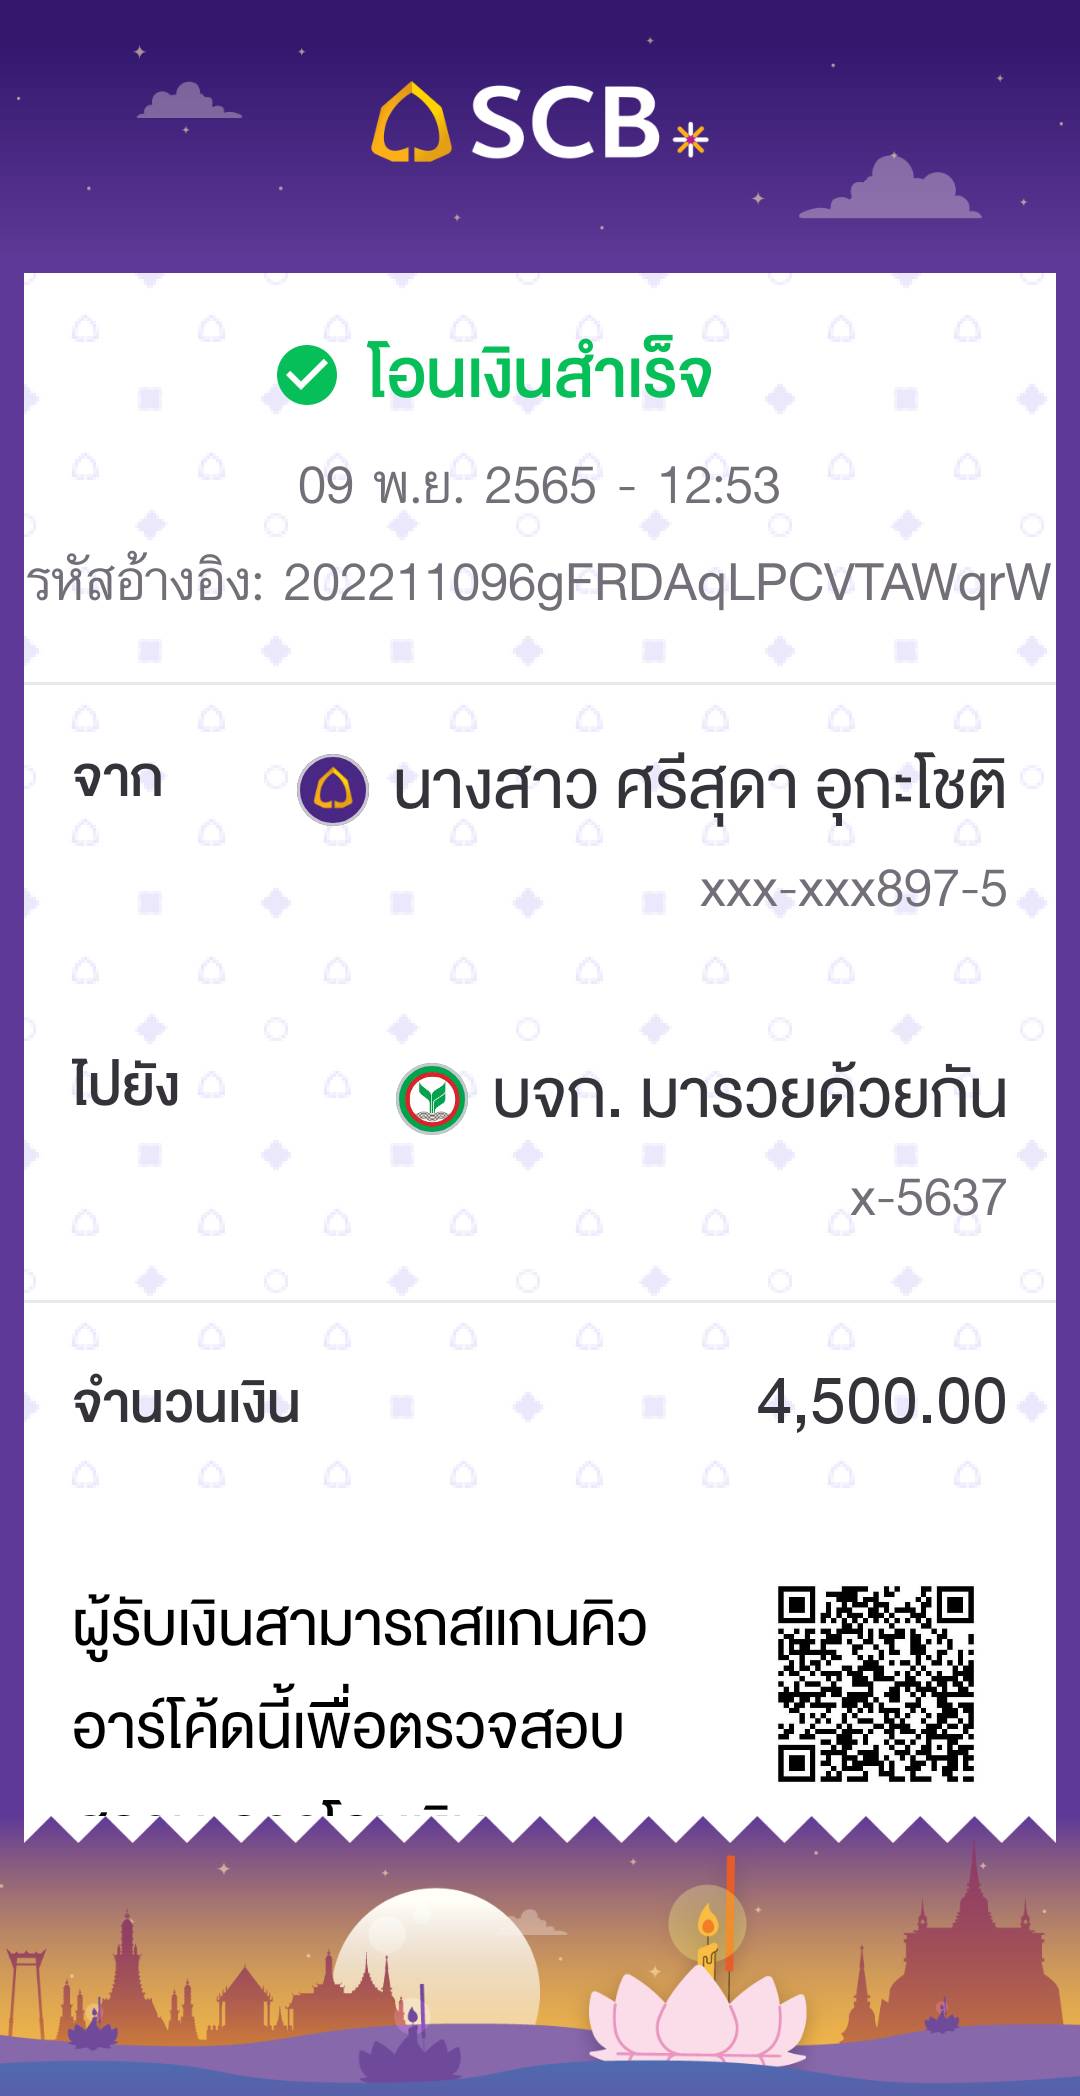 SCB
โอนเงินสำเร็จ
09 พ.ย. 2565 - 12:53
รหัสอ้างอิง: 202211096gFRDAqLPCVTAWqrW
จาก
นางสาว ศรีสุดา อุกะโชติ
xxx-xxx897-5
ไปยัง
บจก. มารวยด้วยกัน
x-5637
จำนวนเงิน
4,500.00
ผู้รับเงินสามารถสแกนคิว
อาร์โค้ดนี้เพื่อตรวจสอบ